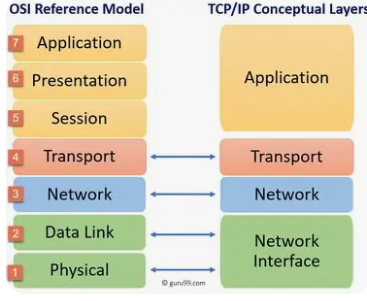 OSI Reference Model
TCP/IP Conceptual Layers
7 Application
6 Presentation
5 Session
4 Transport
3 Network
2 Data Link
1 Physical
Application
Transport
Network
Network
Interface
© guru99.com